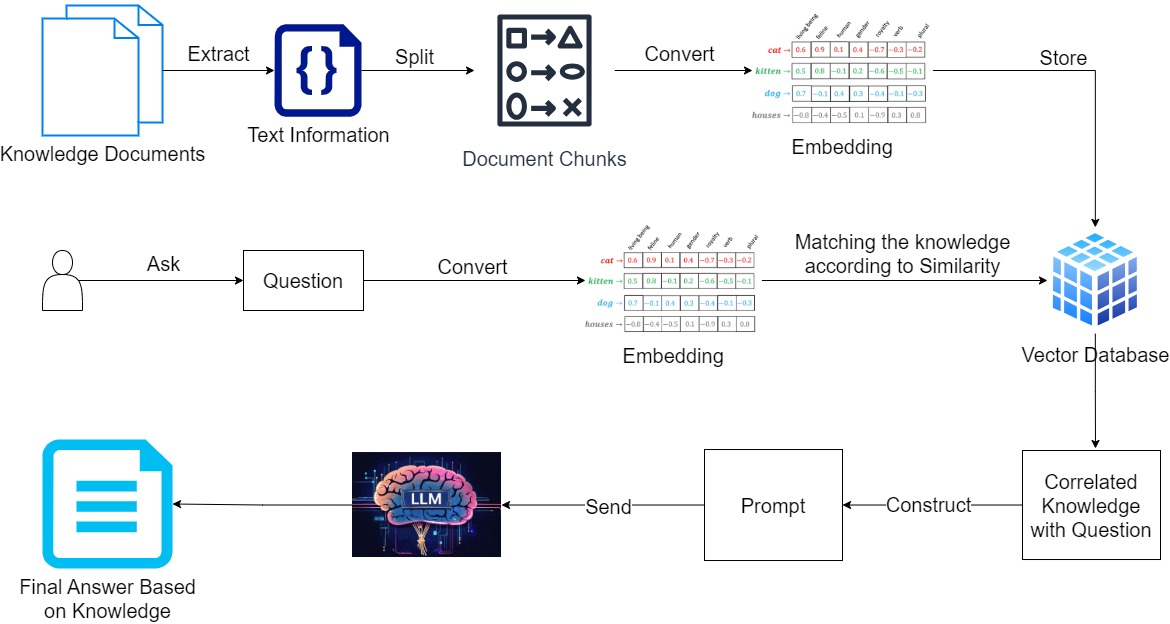 Extract
Split
Convert
Store
living being feline human gender royalty verb plural
cat → 0.6 0.9 0.1 0.4 −0.7 −0.3 −0.2
kitten → 0.5 0.8 −0.1 0.2 −0.6 −0.5 −0.1
dog → 0.7 −0.1 0.4 0.3 −0.4 −0.1 −0.3
houses → −0.8 −0.4 −0.5 0.1 −0.9 0.3 0.8
{}
Text Information
Knowledge Documents
Document Chunks
Embedding
Ask
Question
Convert
living being feline human gender royalty verb plural
cat → 0.6 0.9 0.1 0.4 −0.7 −0.3 −0.2
kitten → 0.5 0.8 −0.1 0.2 −0.6 −0.5 −0.1
dog → 0.7 −0.1 0.4 0.3 −0.4 −0.1 −0.3
houses → −0.8 −0.4 −0.5 0.1 −0.9 0.3 0.8
Embedding
Matching the knowledge
according to Similarity
Vector Database
Correlated
Knowledge
with Question
Construct
Prompt
Send
LLM
Final Answer Based
on Knowledge